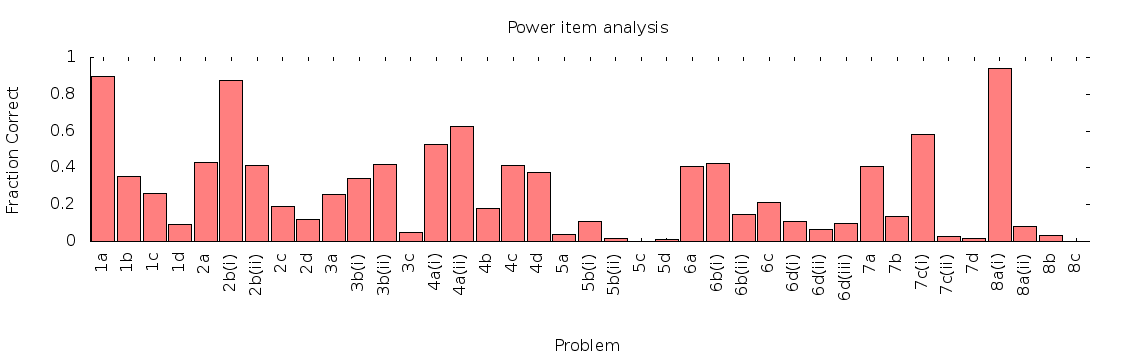 Power item analysis
Fraction Correct
1
0.8
0.6
0.4
0.2
0
1a
1b
1c
1d
2a
2b(i)
2b(ii)
2c
2d
3a
3b(i)
3b(ii)
3c
4a(i)
4a(ii)
4b
4c
4d
5a
5b(i)
5b(ii)
5c
5d
6a
6b(i)
6b(ii)
6c
6d(i)
6d(ii)
6d(iii)
7a
7b
7c(i)
7c(ii)
7d
8a(i)
8a(ii)
8b
8c
Problem